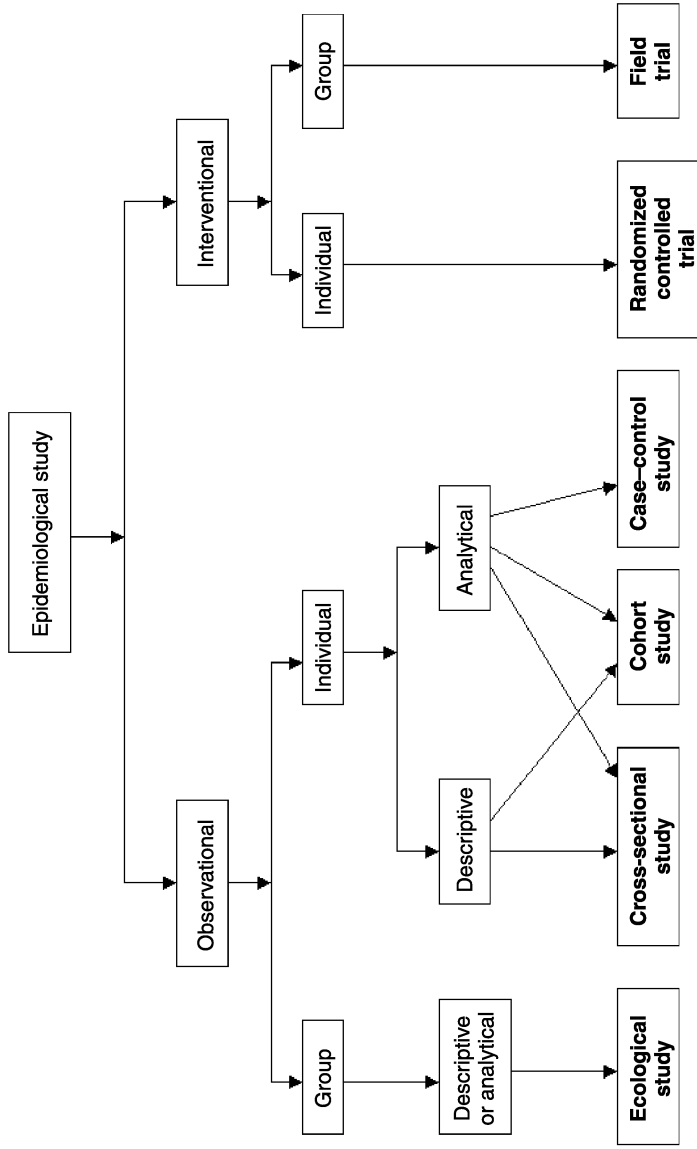 Epidemiological study
Observational
Interventional
Group
Individual
Individual
Group
Descriptive
or analytical
Descriptive
Analytical
Ecological
study
Cross-sectional
study
Cohort
study
Case–control
study
Randomized
controlled
trial
Field
trial